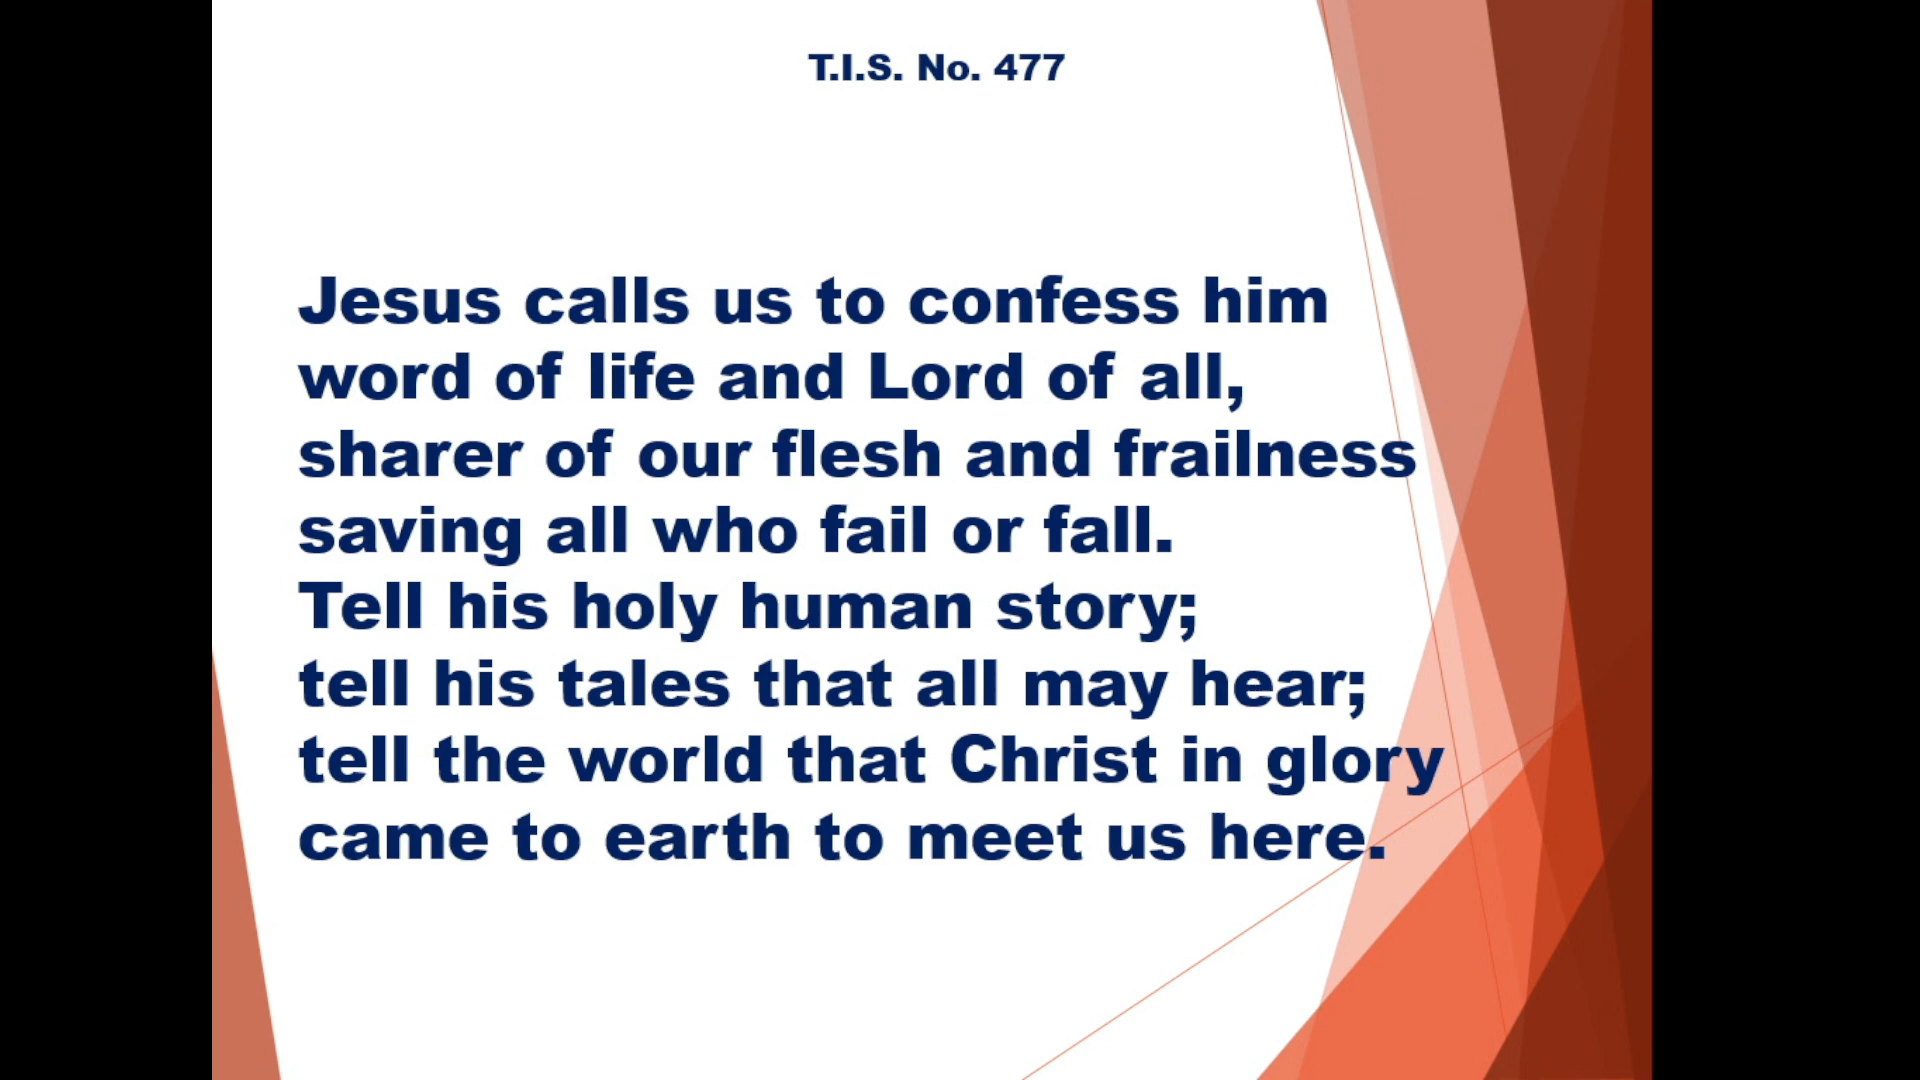 T.I.S. No. 477
Jesus calls us to confess him
word of life and Lord of all,
sharer of our flesh and frailness
saving all who fail or fall.
Tell his holy human story;
tell his tales that all may hear;
tell the world that Christ in glory
came to earth to meet us here.